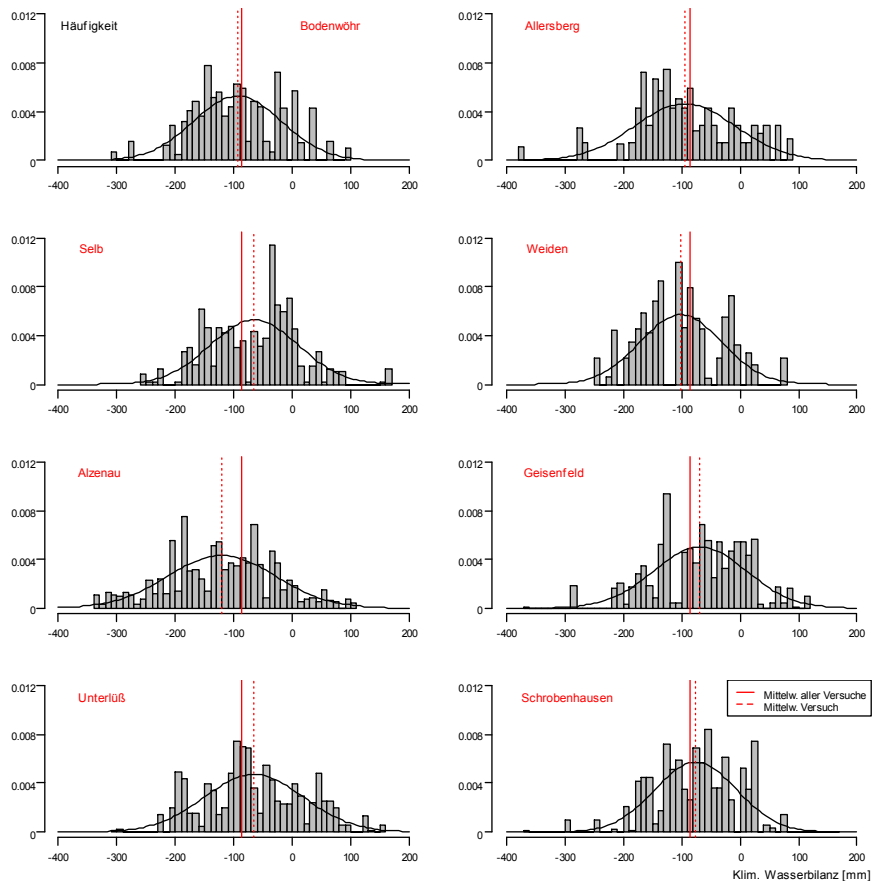 Häufigkeit
Bodenwöhr
0.012
0.008
0.004
0
-400 -300 -200 -100 0 100 200
Allersberg
0.012
0.008
0.004
0
-400 -300 -200 -100 0 100 200
Selb
0.012
0.008
0.004
0
-400 -300 -200 -100 0 100 200
Weiden
0.012
0.008
0.004
0
-400 -300 -200 -100 0 100 200
Alzenau
0.012
0.008
0.004
0
-400 -300 -200 -100 0 100 200
Geisenfeld
0.012
0.008
0.004
0
-400 -300 -200 -100 0 100 200
Unterlüß
0.012
0.008
0.004
0
-400 -300 -200 -100 0 100 200
Schrobenhausen
Mittelw. aller Versuche
Mittelw. Versuch
0.012
0.008
0.004
0
-400 -300 -200 -100 0 100 200
Klim. Wasserbilanz [mm]